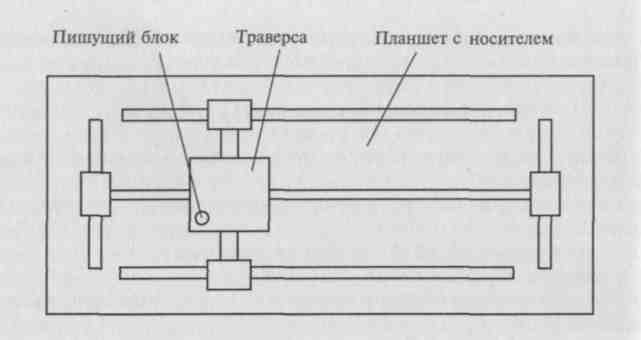 Пишущий блок
Траверса
Планшет с носителем